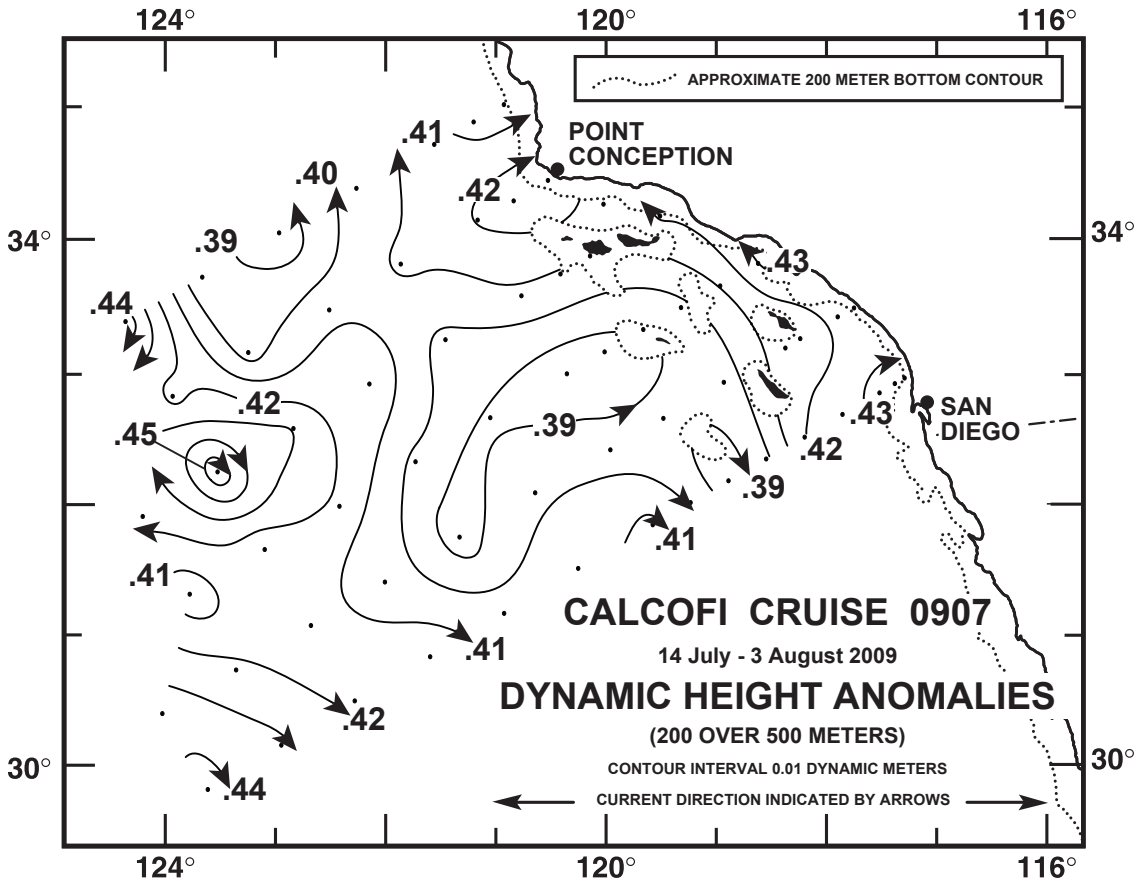 124° 120° 116°
APPROXIMATE 200 METER BOTTOM CONTOUR
.41
POINT
CONCEPTION
.40
.42
34° .39 34°
.43
.44
.42
.45
.39
.43
SAN
DIEGO
.42
.39
.41
.41
CALCOFI CRUISE 0907
.41
14 July - 3 August 2009
DYNAMIC HEIGHT ANOMALIES
.42
(200 OVER 500 METERS)
30° CONTOUR INTERVAL 0.01 DYNAMIC METERS 30°
.44
CURRENT DIRECTION INDICATED BY ARROWS
124° 120° 116°